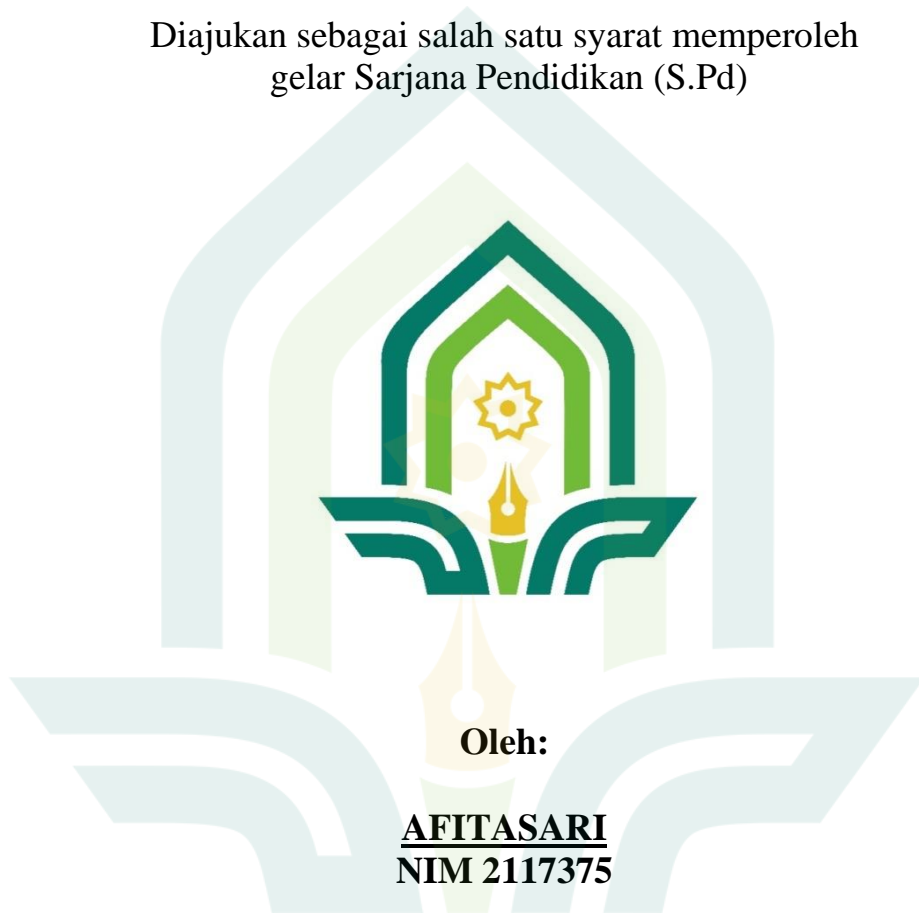 Diajukan sebagai salah satu syarat memperoleh
gelar Sarjana Pendidikan (S.Pd)
Oleh:
AFITASARI
NIM 2117375